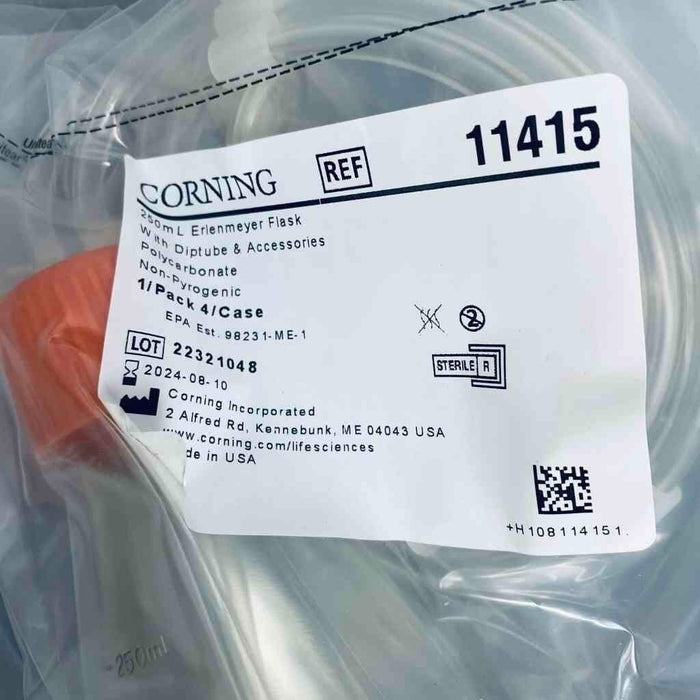 CORNING REF 11415
250mL Erlenmeyer Flask
With Diptube & Accessories
Polycarbonate
Non-Pyrogenic
1/Pack 4/Case
EPA Est. 98231-ME-1
LOT 22321048
2024-08-10
Corning Incorporated
2 Alfred Rd, Kennebunk, ME 04043 USA
www.corning.com/lifesciences
de in USA
2
STERILE R
+H108114151.
250ml